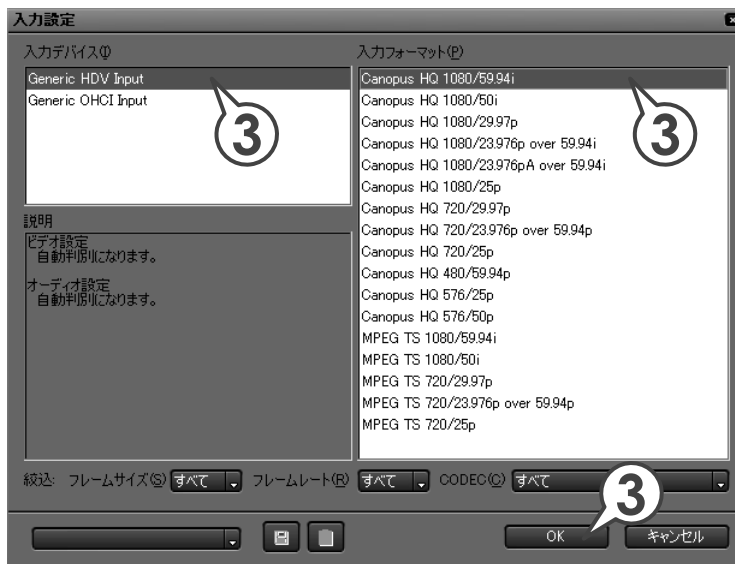 入力設定
入力デバイス(I)
Generic HDV Input
Generic OHCI Input
3
説明
ビデオ設定
自動判別になります。
オーディオ設定
自動判別になります。
入力フォーマット(P)
Canopus HQ 1080/59.94i
Canopus HQ 1080/50i
Canopus HQ 1080/29.97p
Canopus HQ 1080/23.976p over 59.94i
Canopus HQ 1080/23.976pA over 59.94i
Canopus HQ 1080/25p
Canopus HQ 720/29.97p
Canopus HQ 720/23.976p over 59.94p
Canopus HQ 720/25p
Canopus HQ 480/59.94p
Canopus HQ 576/25p
Canopus HQ 576/50p
MPEG TS 1080/59.94i
MPEG TS 1080/50i
MPEG TS 720/29.97p
MPEG TS 720/23.976p over 59.94p
MPEG TS 720/25p
3
絞込: フレームサイズ(S) すべて フレームレート(R) すべて CODEC(C) すべて
3
OK キャンセル